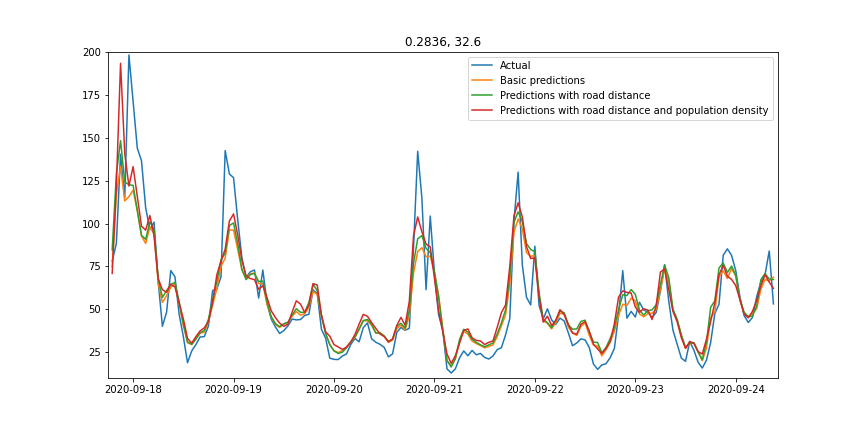 0.2836, 32.6
200
175
150
125
100
75
50
25
Actual
Basic predictions
Predictions with road distance
Predictions with road distance and population density
2020-09-18 2020-09-19 2020-09-20 2020-09-21 2020-09-22 2020-09-23 2020-09-24